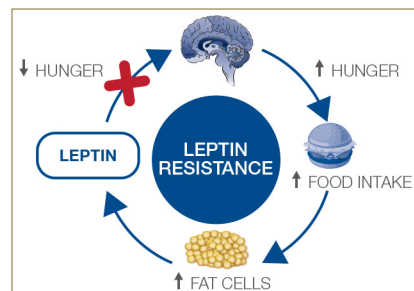 ↓ HUNGER
↑ HUNGER
LEPTIN
LEPTIN
RESISTANCE
↑ FOOD INTAKE
↑ FAT CELLS